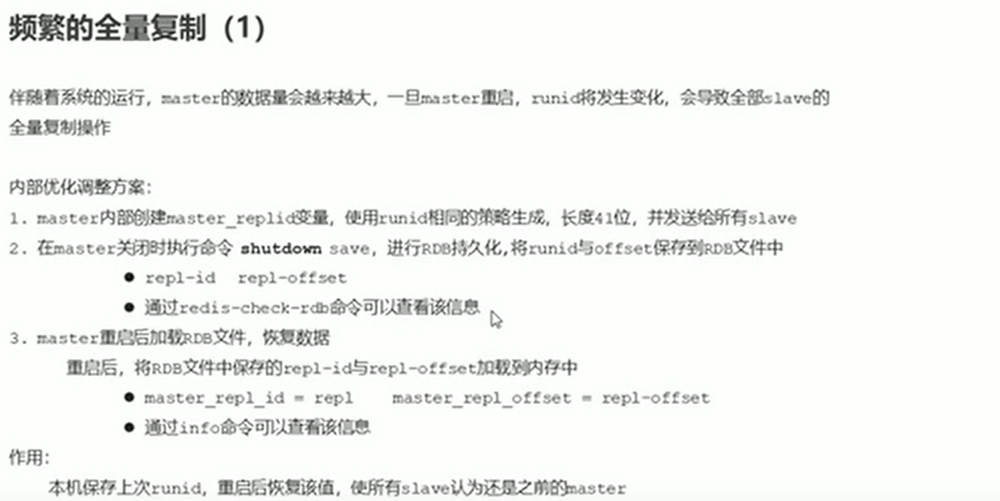 频繁的全量复制（1）
伴随着系统的运行，master的数据量会越来越大，一旦master重启，runid将发生变化，会导致全部slave的
全量复制操作
内部优化调整方案：
1. master内部创建master_replid变量，使用runid相同的策略生成，长度41位，并发送给所有slave
2. 在master关闭时执行命令 shutdown save，进行RDB持久化,将runid与offset保存到RDB文件中
● repl-id repl-offset
● 通过redis-check-rdb命令可以查看该信息
3. master重启后加载RDB文件，恢复数据
重启后，将RDB文件中保存的repl-id与repl-offset加载到内存中
● master_repl_id = repl master_repl_offset = repl-offset
● 通过info命令可以查看该信息
作用：
本机保存上次runid，重启后恢复该值，使所有slave认为还是之前的master